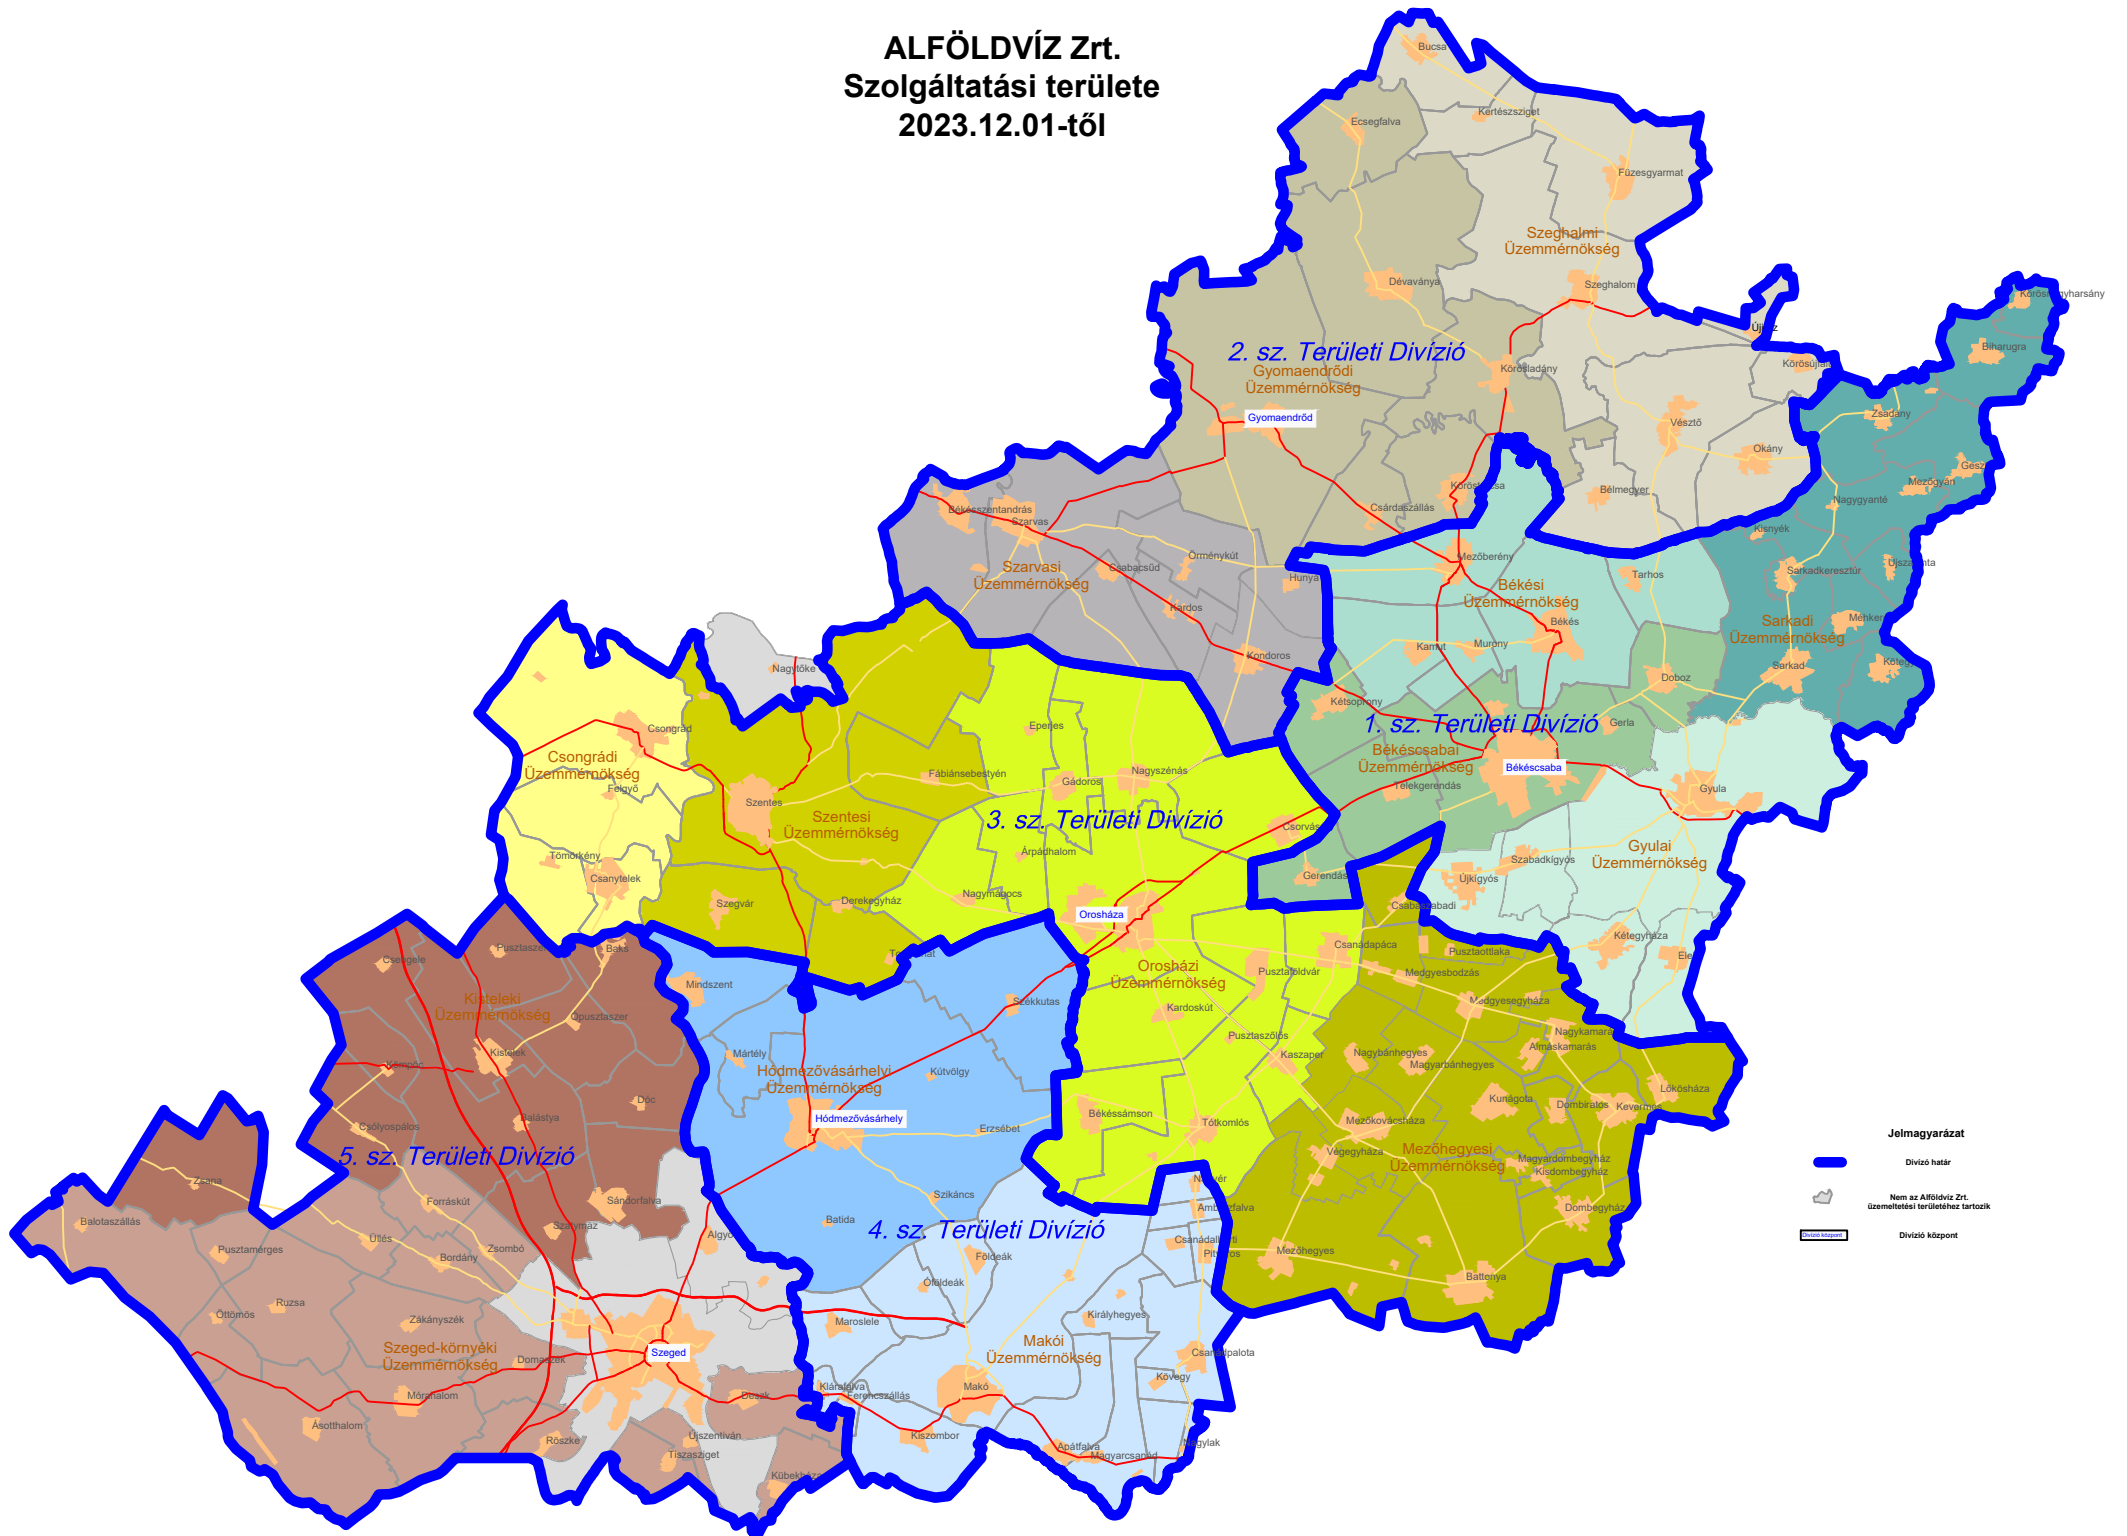 ALFÖLDVÍZ Zrt.
Szolgáltatási területe
2023.12.01-től
Bucsa
Kertészsziget
Ecsegfalva
Füzesgyarmat
Szeghalmi
Üzemmérnökség
Szeghalom
Dévaványa
Biharugra
2. sz. Területi Divízió
Gyomaendrődi
Üzemmérnökség
Körösladány
Gyomaendrőd
Zsadány
Vésztő
Okány
Mezőgyán
Bélmegyer
Nagygyanté
Csárdaszállás
Békésszentandrás
Szarvas
Kisnyék
Örménykút
Mezőberény
Szarvasi
Üzemmérnökség
Csabacsűd
Hunya
Tarhos
Sarkadkeresztúr
Békési
Üzemmérnökség
Kardos
Békés
Sarkadi
Üzemmérnökség
Kamut
Murony
Kondoros
Nagytőke
Sarkad
Doboz
Kétsoprony
1. sz. Területi Divízió
Gerla
Eperjes
Csongrád
Csongrádi
Üzemmérnökség
Békéscsabai
Üzemmérnökség
Békéscsaba
Fábiánsebestyén
Gádoros
Nagyszénás
Telekgerendás
Gyula
Felgyő
Szentes
Szentesi
Üzemmérnökség
3. sz. Területi Divízió
Csorvás
Gyulai
Üzemmérnökség
Tömörkény
Árpádhalom
Szabadkígyós
Csanytelek
Gerendás
Újkígyós
Szegvár
Derekegyház
Nagymágocs
Csabaszabadi
Orosháza
Kétegyháza
Csanádapáca
Pusztaottlaka
Baks
Csengele
Orosházi
Üzemmérnökség
Pusztaföldvár
Medgyesbodzás
Mindszent
Kisteleki
Üzemmérnökség
Székkutas
Medgyesegyháza
Kardoskút
Ópusztaszer
Pusztaszőlős
Nagykamarás
Almáskamarás
Kistelek
Mártély
Kaszaper
Nagybánhegyes
Magyarbánhegyes
Kömpöc
Hódmezővásárhelyi
Üzemmérnökség
Kútvölgy
Lőkösháza
Dóc
Kunágota
Dombiratos
Kevermes
Balástya
Hódmezővásárhely
Békéssámson
Tótkomlós
Mezőkovácsháza
Csólyospálos
Erzsébet
Jelmagyarázat
5. sz. Területi Divízió
Végegyháza
Mezőhegyesi
Üzemmérnökség
Magyardombegyház
Kisdombegyház
Divízó határ
Zsana
Szikáncs
Forráskút
Sándorfalva
Nem az Alföldvíz Zrt.
üzemeltetési területéhez tartozik
Dombegyház
Balotaszállás
Batida
4. sz. Területi Divízió
Szatymaz
Algyő
Divízió központ
Divízió központ
Pusztamérges
Üllés
Bordány
Zsombó
Földeák
Mezőhegyes
Óföldeák
Battonya
Öttömös
Ruzsa
Zákányszék
Maroslele
Királyhegyes
Szeged-környéki
Üzemmérnökség
Domaszék
Szeged
Makói
Üzemmérnökség
Csanádpalota
Kövegy
Mórahalom
Deszk
Klárafalva
Ferencszállás
Makó
Ásotthalom
Röszke
Újszentiván
Tiszasziget
Kiszombor
Apátfalva
Magyarcsanád
Nagylak
Kübekháza